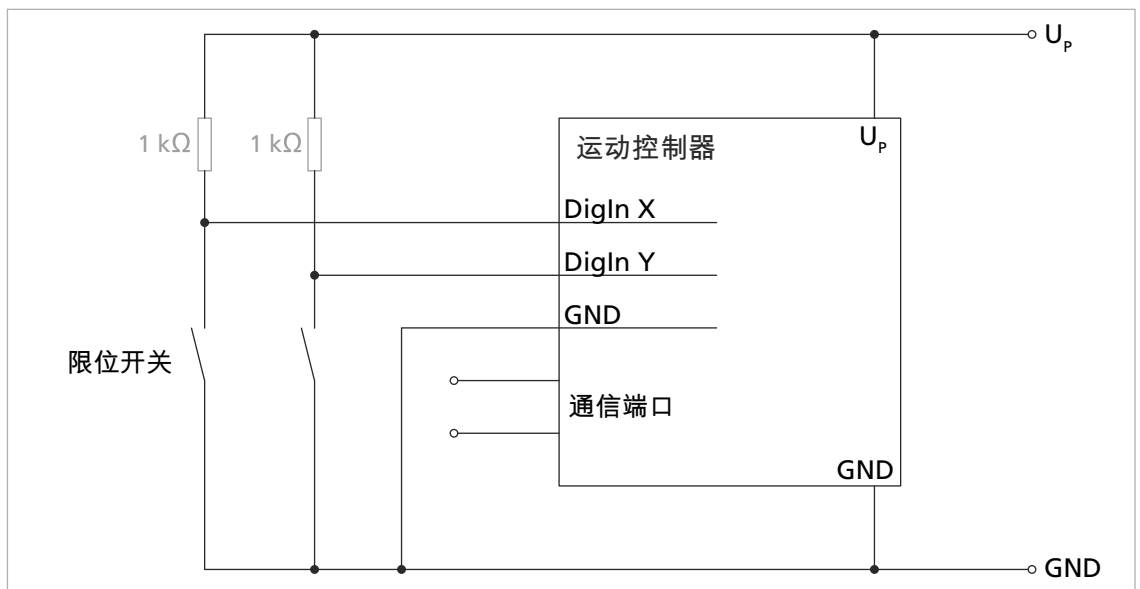 U_P
1 kΩ
1 kΩ
运动控制器
U_P
DigIn X
DigIn Y
GND
限位开关
通信端口
GND
GND